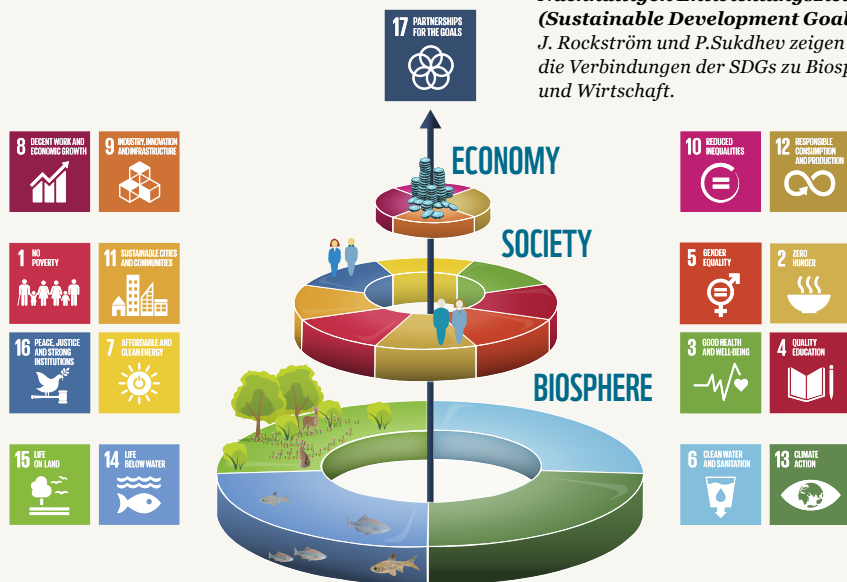 (Sustainable Development Goal
J. Rockström und P.Sukdhev zeigen
die Verbindungen der SDGs zu Biosp
und Wirtschaft.
17 PARTNERSHIPS
FOR THE GOALS
8 DECENT WORK AND
ECONOMIC GROWTH
9 INDUSTRY, INNOVATION
AND INFRASTRUCTURE
ECONOMY
10 REDUCED
INEQUALITIES
12 RESPONSIBLE
CONSUMPTION
AND PRODUCTION
1 NO
POVERTY
11 SUSTAINABLE CITIES
AND COMMUNITIES
SOCIETY
5 GENDER
EQUALITY
2 ZERO
HUNGER
16 PEACE, JUSTICE
AND STRONG
INSTITUTIONS
7 AFFORDABLE AND
CLEAN ENERGY
3 GOOD HEALTH
AND WELL-BEING
4 QUALITY
EDUCATION
BIOSPHERE
15 LIFE
ON LAND
14 LIFE
BELOW WATER
6 CLEAN WATER
AND SANITATION
13 CLIMATE
ACTION